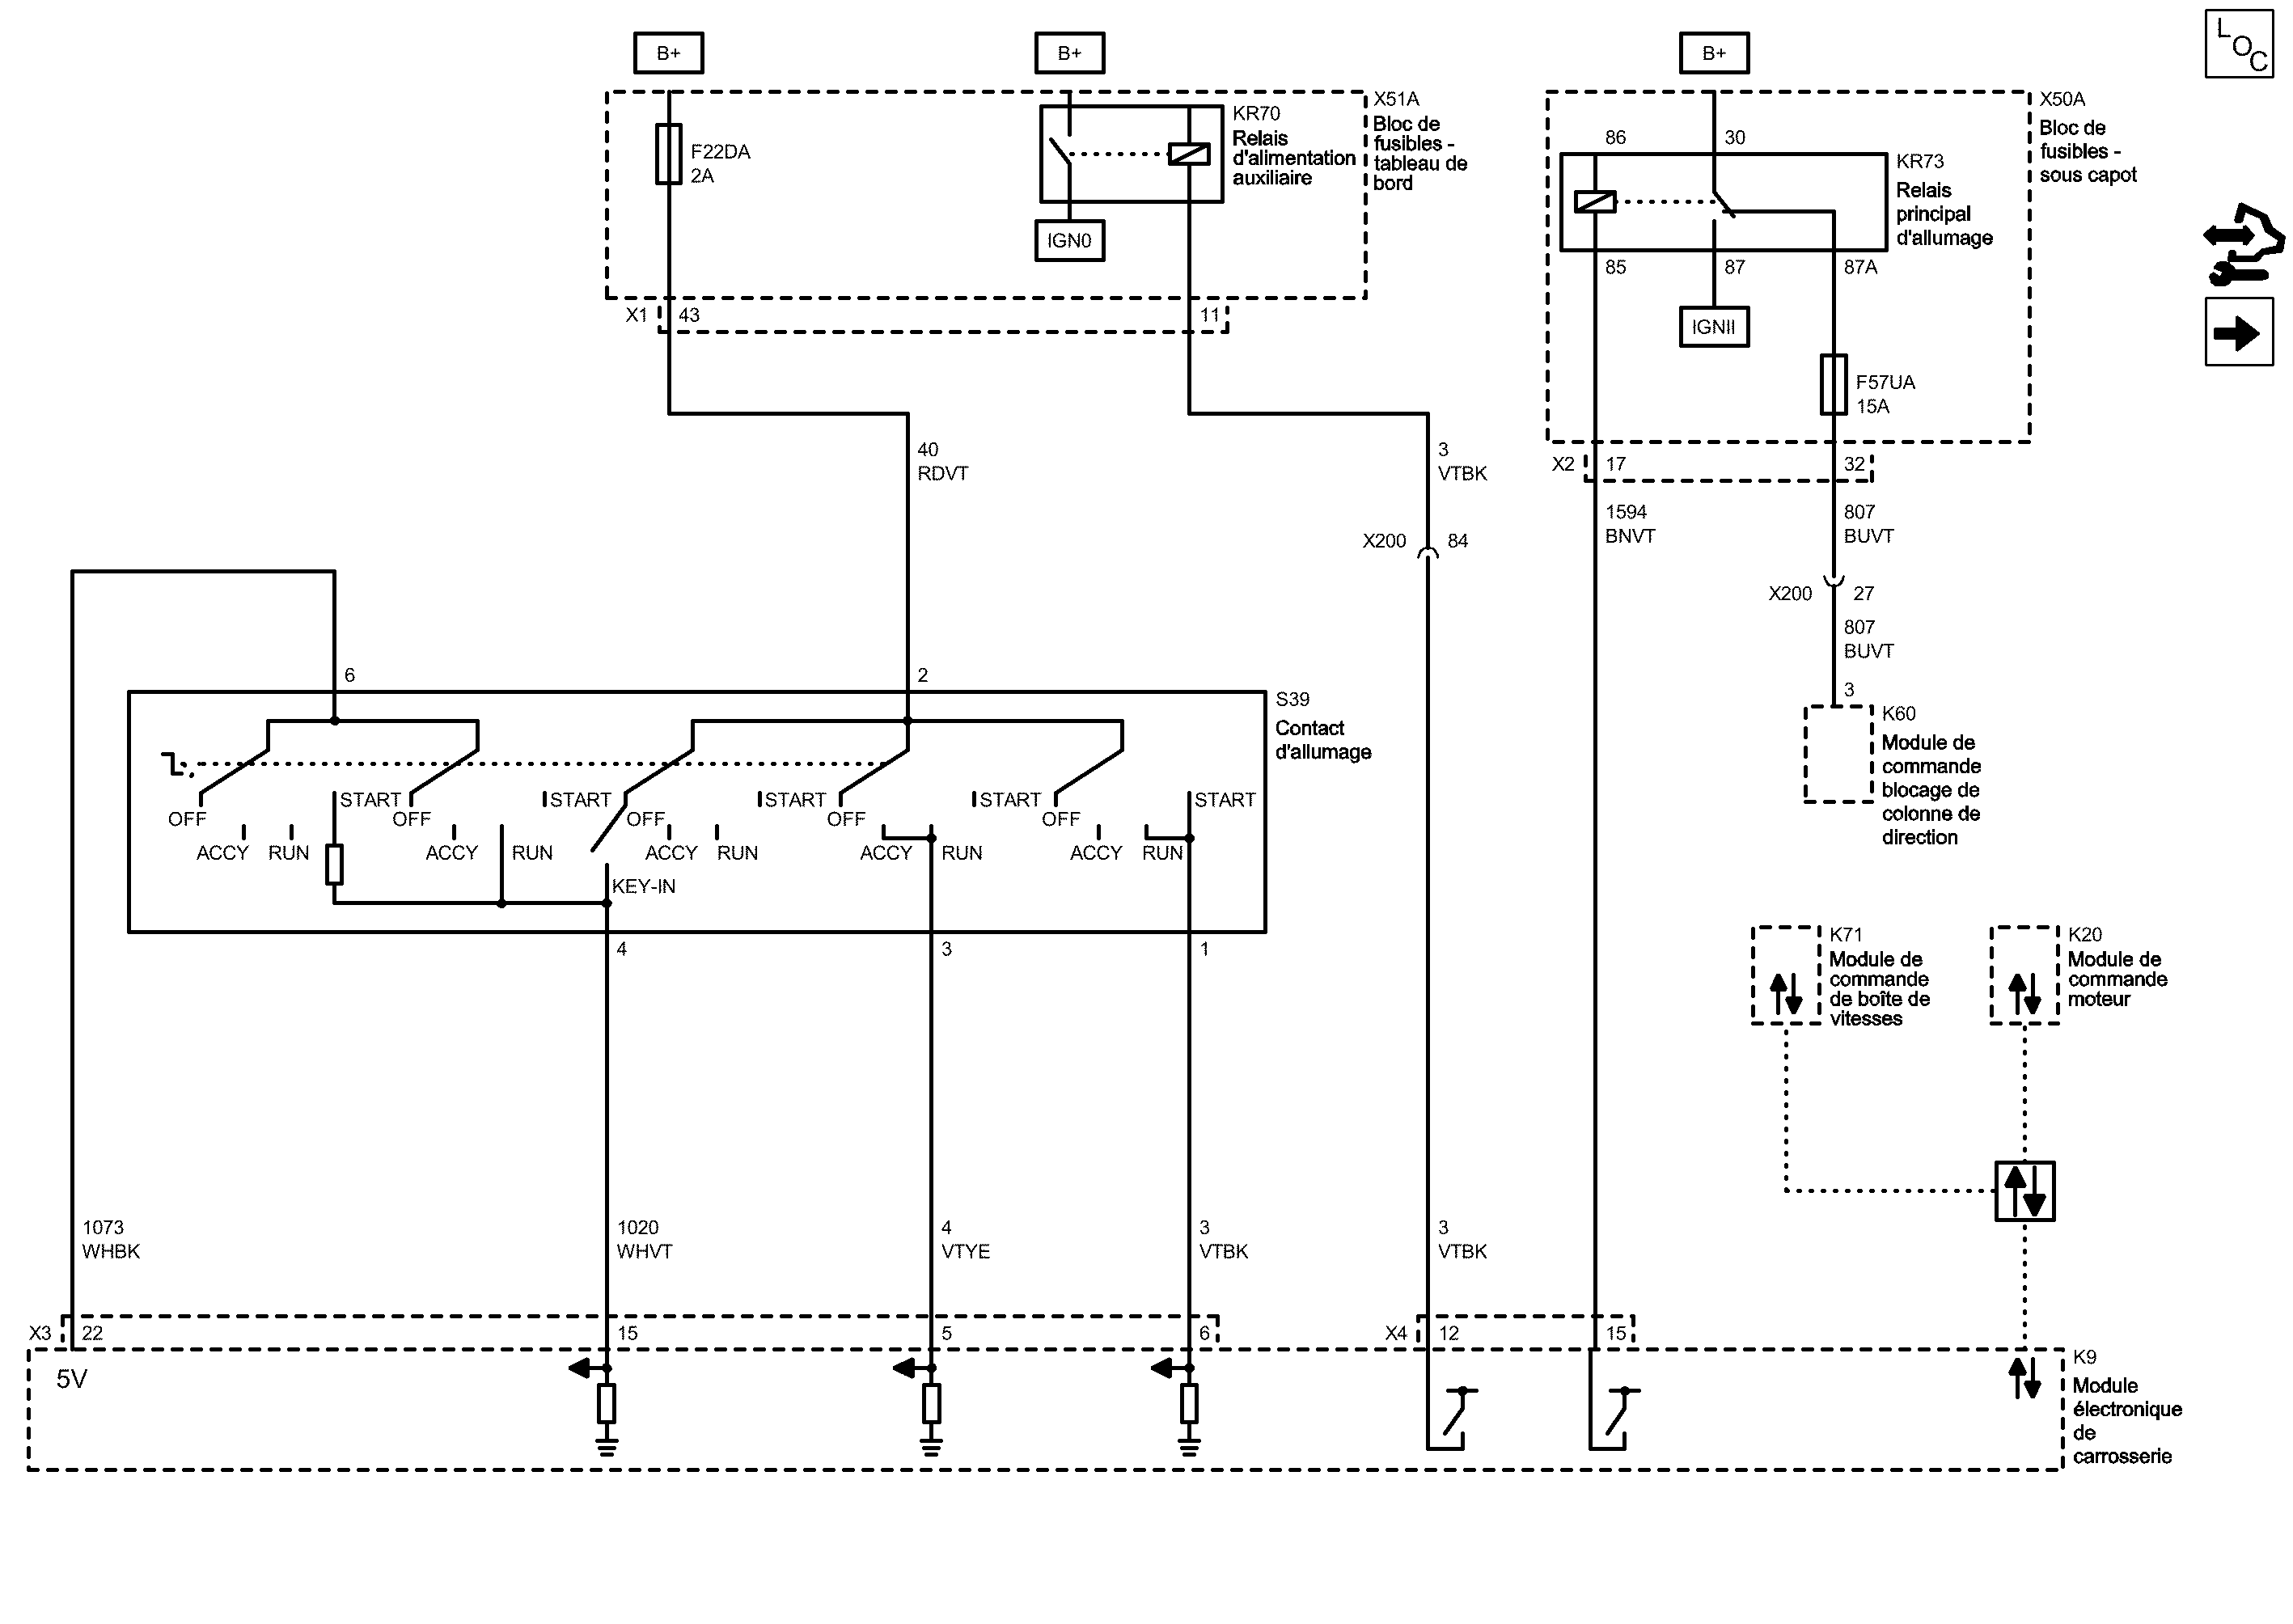 B+
B+
B+
L
O
C
X51A
Bloc de
fusibles -
tableau de
bord
KR70
Relais
d'alimentation
auxiliaire
F22DA
2A
IGN0
X1
43
11
X50A
Bloc de
fusibles -
sous capot
86
30
KR73
Relais
principal
d'allumage
85
87
87A
IGNII
F57UA
15A
X2
17
32
40
RDVT
3
VTBK
1594
BNVT
807
BUVT
X200
84
X200
27
807
BUVT
3
K60
Module de
commande
blocage de
colonne de
direction
6
2
S39
Contact
d'allumage
START
START
START
START
START
OFF
OFF
OFF
OFF
OFF
ACCY
RUN
ACCY
RUN
ACCY
RUN
ACCY
RUN
ACCY
RUN
KEY-IN
4
3
1
K71
Module de
commande
de boîte de
vitesses
K20
Module de
commande
moteur
1073
WHBK
1020
WHVT
4
VTYE
3
VTBK
3
VTBK
X3
22
15
5
6
X4
12
15
5V
K9
Module
électronique
de
carrosserie